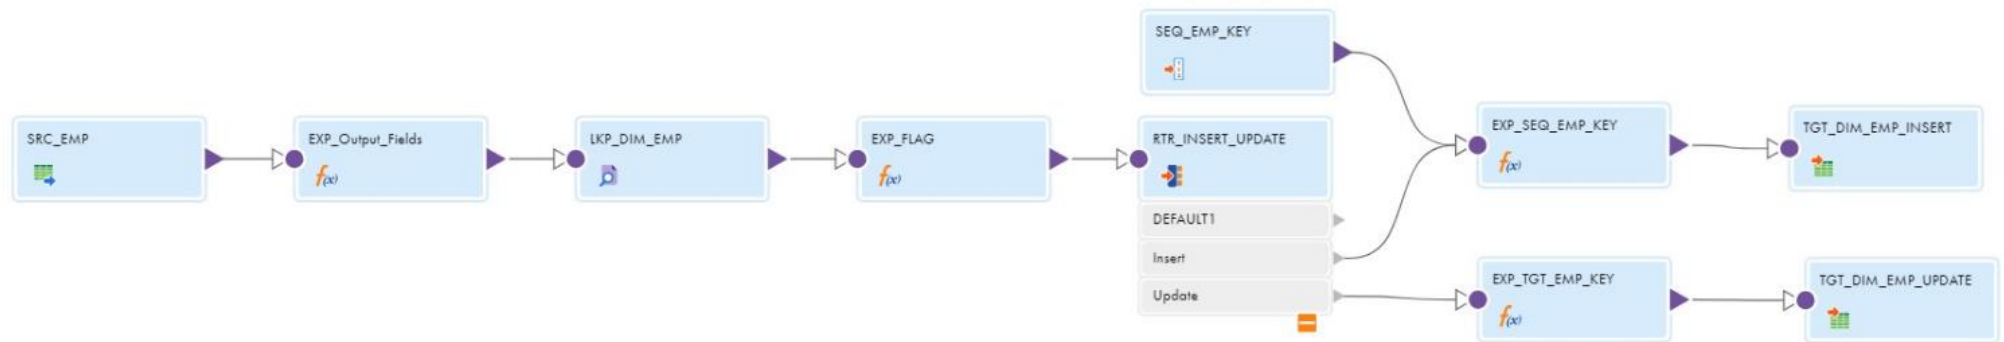 SEQ_EMP_KEY
SRC_EMP
EXP_Output_Fields
f(x)
LKP_DIM_EMP
EXP_FLAG
f(x)
RTR_INSERT_UPDATE
DEFAULT1
Insert
Update
EXP_SEQ_EMP_KEY
f(x)
TGT_DIM_EMP_INSERT
EXP_TGT_EMP_KEY
f(x)
TGT_DIM_EMP_UPDATE